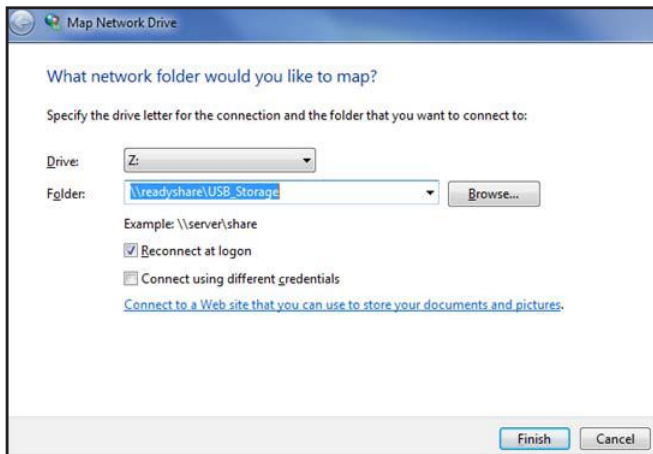 Map Network Drive
What network folder would you like to map?
Specify the drive letter for the connection and the folder that you want to connect to:
Drive: Z:
Folder: \\readyshare\USB_Storage Browse...
Example: \\server\share
Reconnect at logon
Connect using different credentials
Connect to a Web site that you can use to store your documents and pictures.
Finish Cancel